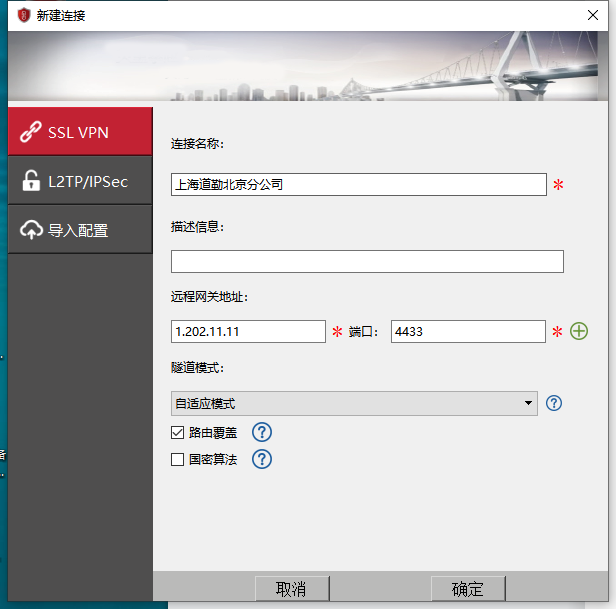 新建连接
SSL VPN
L2TP/IPSec
导入配置
连接名称:
上海道勤北京分公司
描述信息:
远程网关地址:
1.202.11.11 * 端口: 4433 *
隧道模式:
自适应模式
路由覆盖
国密算法
取消 确定